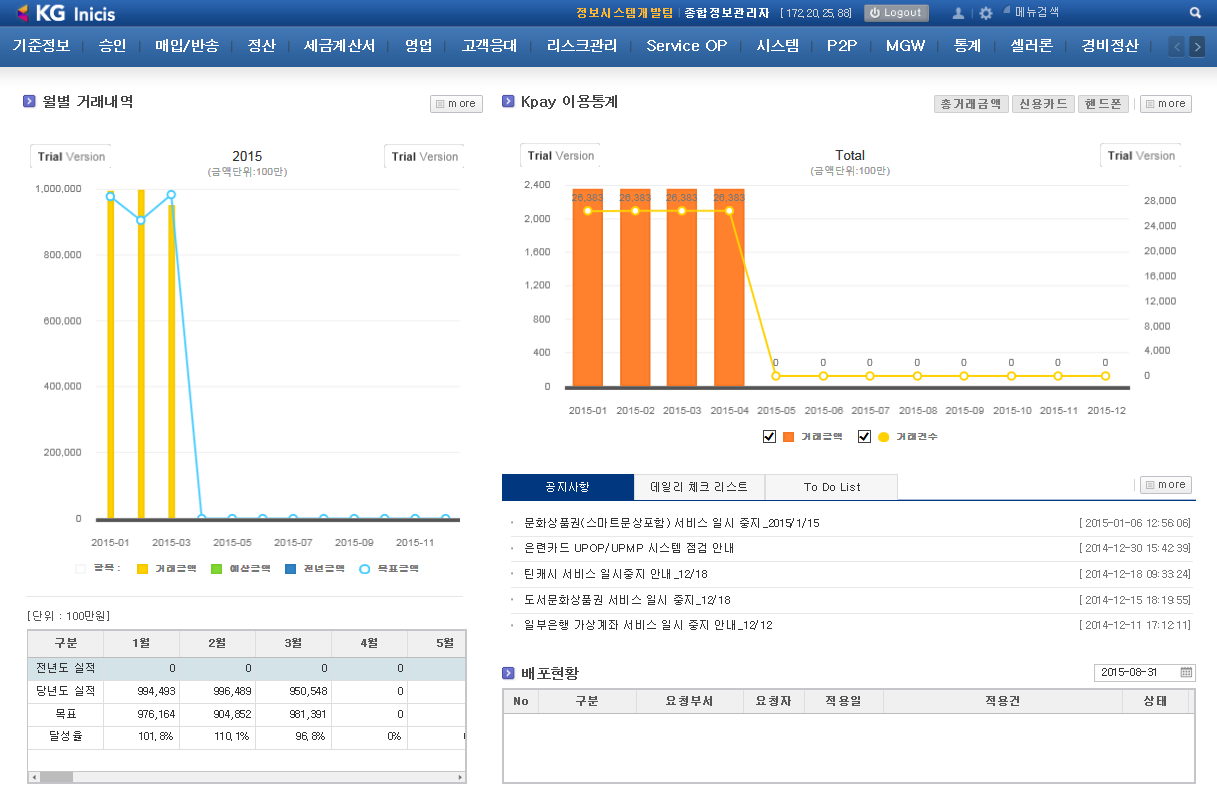 KG Inicis
정보시스템개발팀 종합정보관리자 [172,20,25,88] Logout 메뉴검색
기준정보 승인 매입/반송 정산 세금계산서 영업 고객응대 리스크관리 Service OP 시스템 P2P MGW 통계 셀러론 경비정산
월별 거래내역 more
Trial Version 2015 Trial Version
(금액단위:100만)
1,000,000
800,000
600,000
400,000
200,000
0
2015-01 2015-03 2015-05 2015-07 2015-09 2015-11
항목 : 거래금액 예산금액 전년금액 목표금액
[단위 : 100만원]
구분 1월 2월 3월 4월 5월
전년도 실적 0 0 0 0
당년도 실적 994,493 996,489 950,548 0
목표 976,164 904,852 981,391 0
달성율 101,8% 110,1% 96,8% 0%
Kpay 이용통계 총거래금액 신용카드 핸드폰 more
Trial Version Total Trial Version
(금액단위:100만)
2,400
2,000
1,600
1,200
800
400
0
26,383 26,383 26,383 26,383
0 0 0 0 0 0 0 0
28,000
24,000
20,000
16,000
12,000
8,000
4,000
0
2015-01 2015-02 2015-03 2015-04 2015-05 2015-06 2015-07 2015-08 2015-09 2015-10 2015-11 2015-12
거래금액 거래건수
공지사항 데일리 체크 리스트 To Do List more
문화상품권(스마트문상포함) 서비스 일시 중지_2015/1/15 [2015-01-06 12:56:06]
은련카드 UPOP/UPMP 시스템 점검 안내 [2014-12-30 15:42:39]
틴캐시 서비스 일시중지 안내_12/18 [2014-12-18 09:33:24]
도서문화상품권 서비스 일시 중지_12/18 [2014-12-15 18:19:55]
일부은행 가상계좌 서비스 일시 중지 안내_12/12 [2014-12-11 17:12:11]
배포현황 2015-08-31
No 구분 요청부서 요청자 적용일 적용건 상태